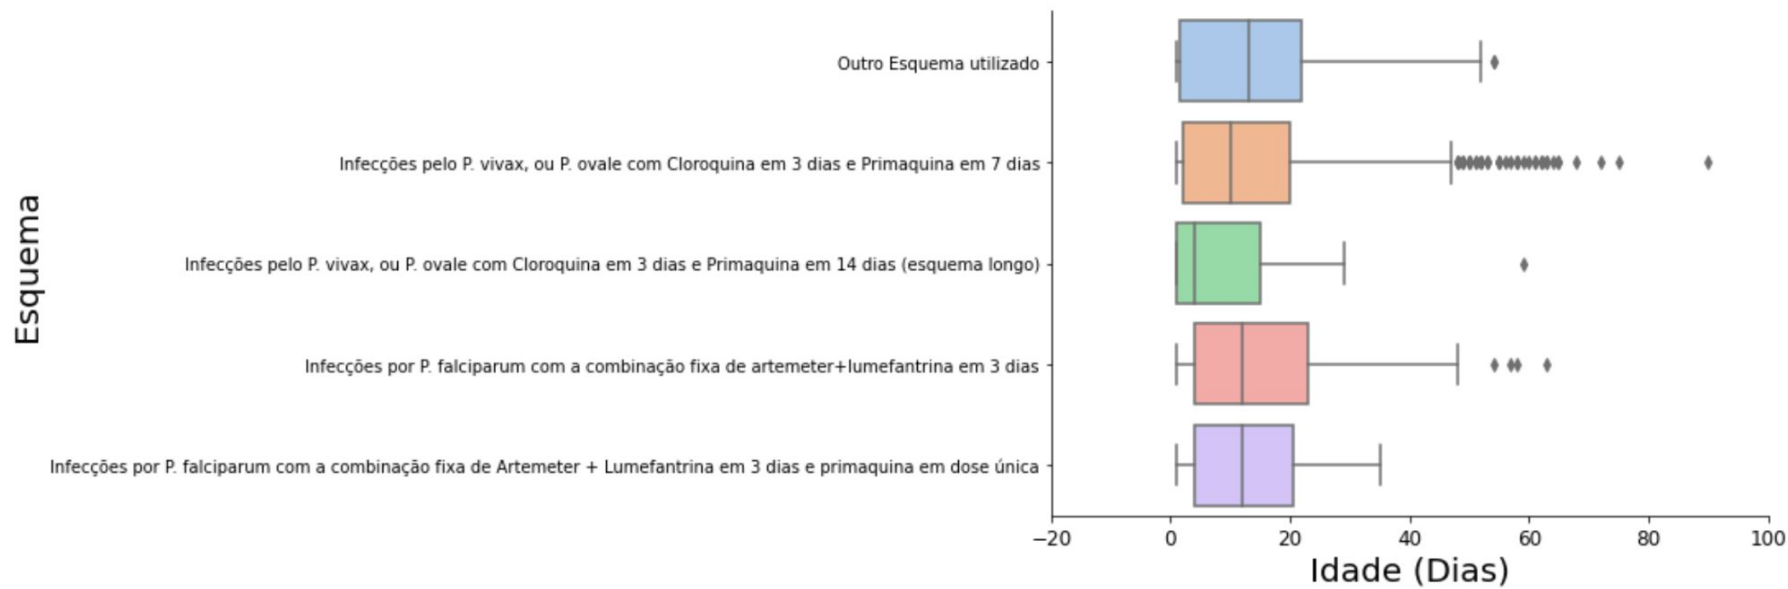 Esquema
Outro Esquema utilizado
Infecções pelo P. vivax, ou P. ovale com Cloroquina em 3 dias e Primaquina em 7 dias
Infecções pelo P. vivax, ou P. ovale com Cloroquina em 3 dias e Primaquina em 14 dias (esquema longo)
Infecções por P. falciparum com a combinação fixa de artemeter+lumefantrina em 3 dias
Infecções por P. falciparum com a combinação fixa de Artemeter + Lumefantrina em 3 dias e primaquina em dose única
−20 0 20 40 60 80 100
Idade (Dias)